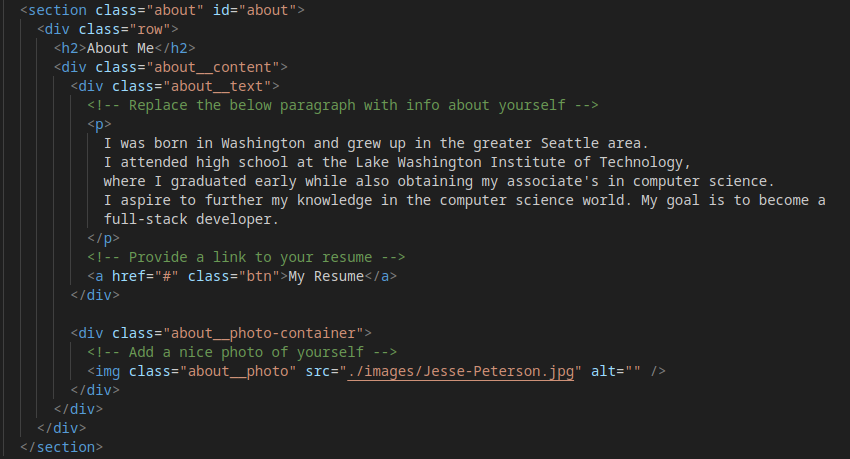 <section class="about" id="about">
<div class="row">
<h2>About Me</h2>
<div class="about__content">
<div class="about__text">
<!-- Replace the below paragraph with info about yourself -->
<p>
I was born in Washington and grew up in the greater Seattle area.
I attended high school at the Lake Washington Institute of Technology,
where I graduated early while also obtaining my associate's in computer science.
I aspire to further my knowledge in the computer science world. My goal is to become a
full-stack developer.
</p>
<!-- Provide a link to your resume -->
<a href="#" class="btn">My Resume</a>
</div>
<div class="about__photo-container">
<!-- Add a nice photo of yourself -->
<img class="about__photo" src="./images/Jesse-Peterson.jpg" alt="" />
</div>
</div>
</div>
</section>